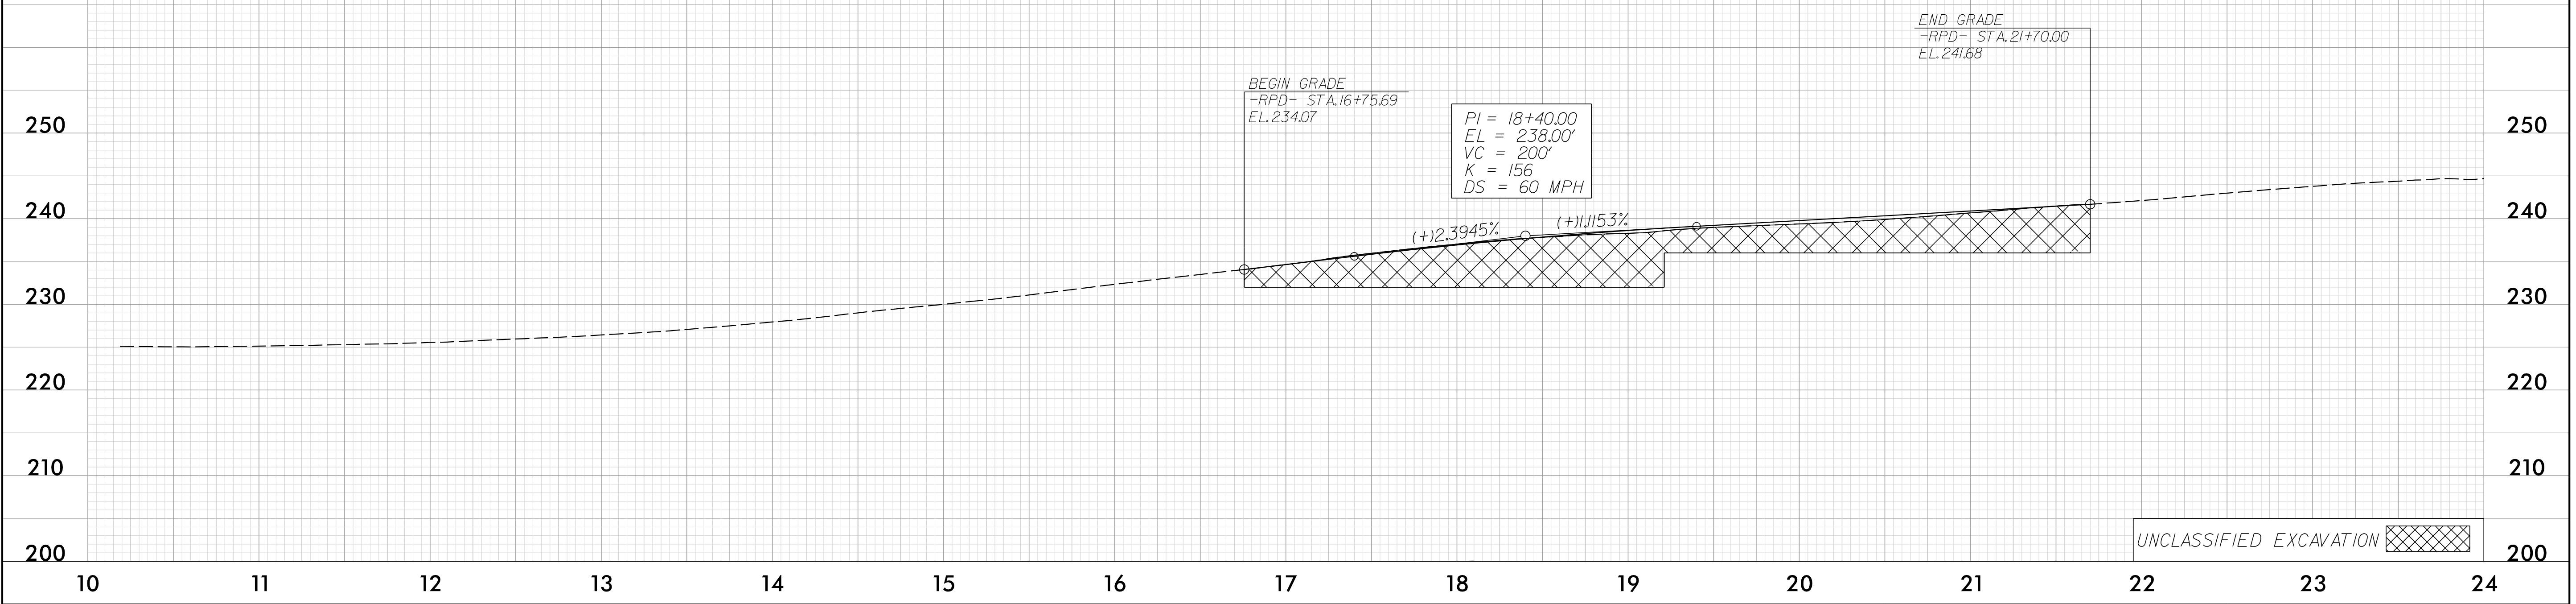 END GRADE
-RPD- STA.21+70.00
EL.241.68
BEGIN GRADE
-RPD- STA.16+75.69
EL.234.07
PI = 18+40.00
EL = 238.00'
VC = 200'
K = 156
DS = 60 MPH
250 250
240 (+)2.3945% (+)1.1153% 240
230 230
220 220
210 210
UNCLASSIFIED EXCAVATION
200 200
10 11 12 13 14 15 16 17 18 19 20 21 22 23 24